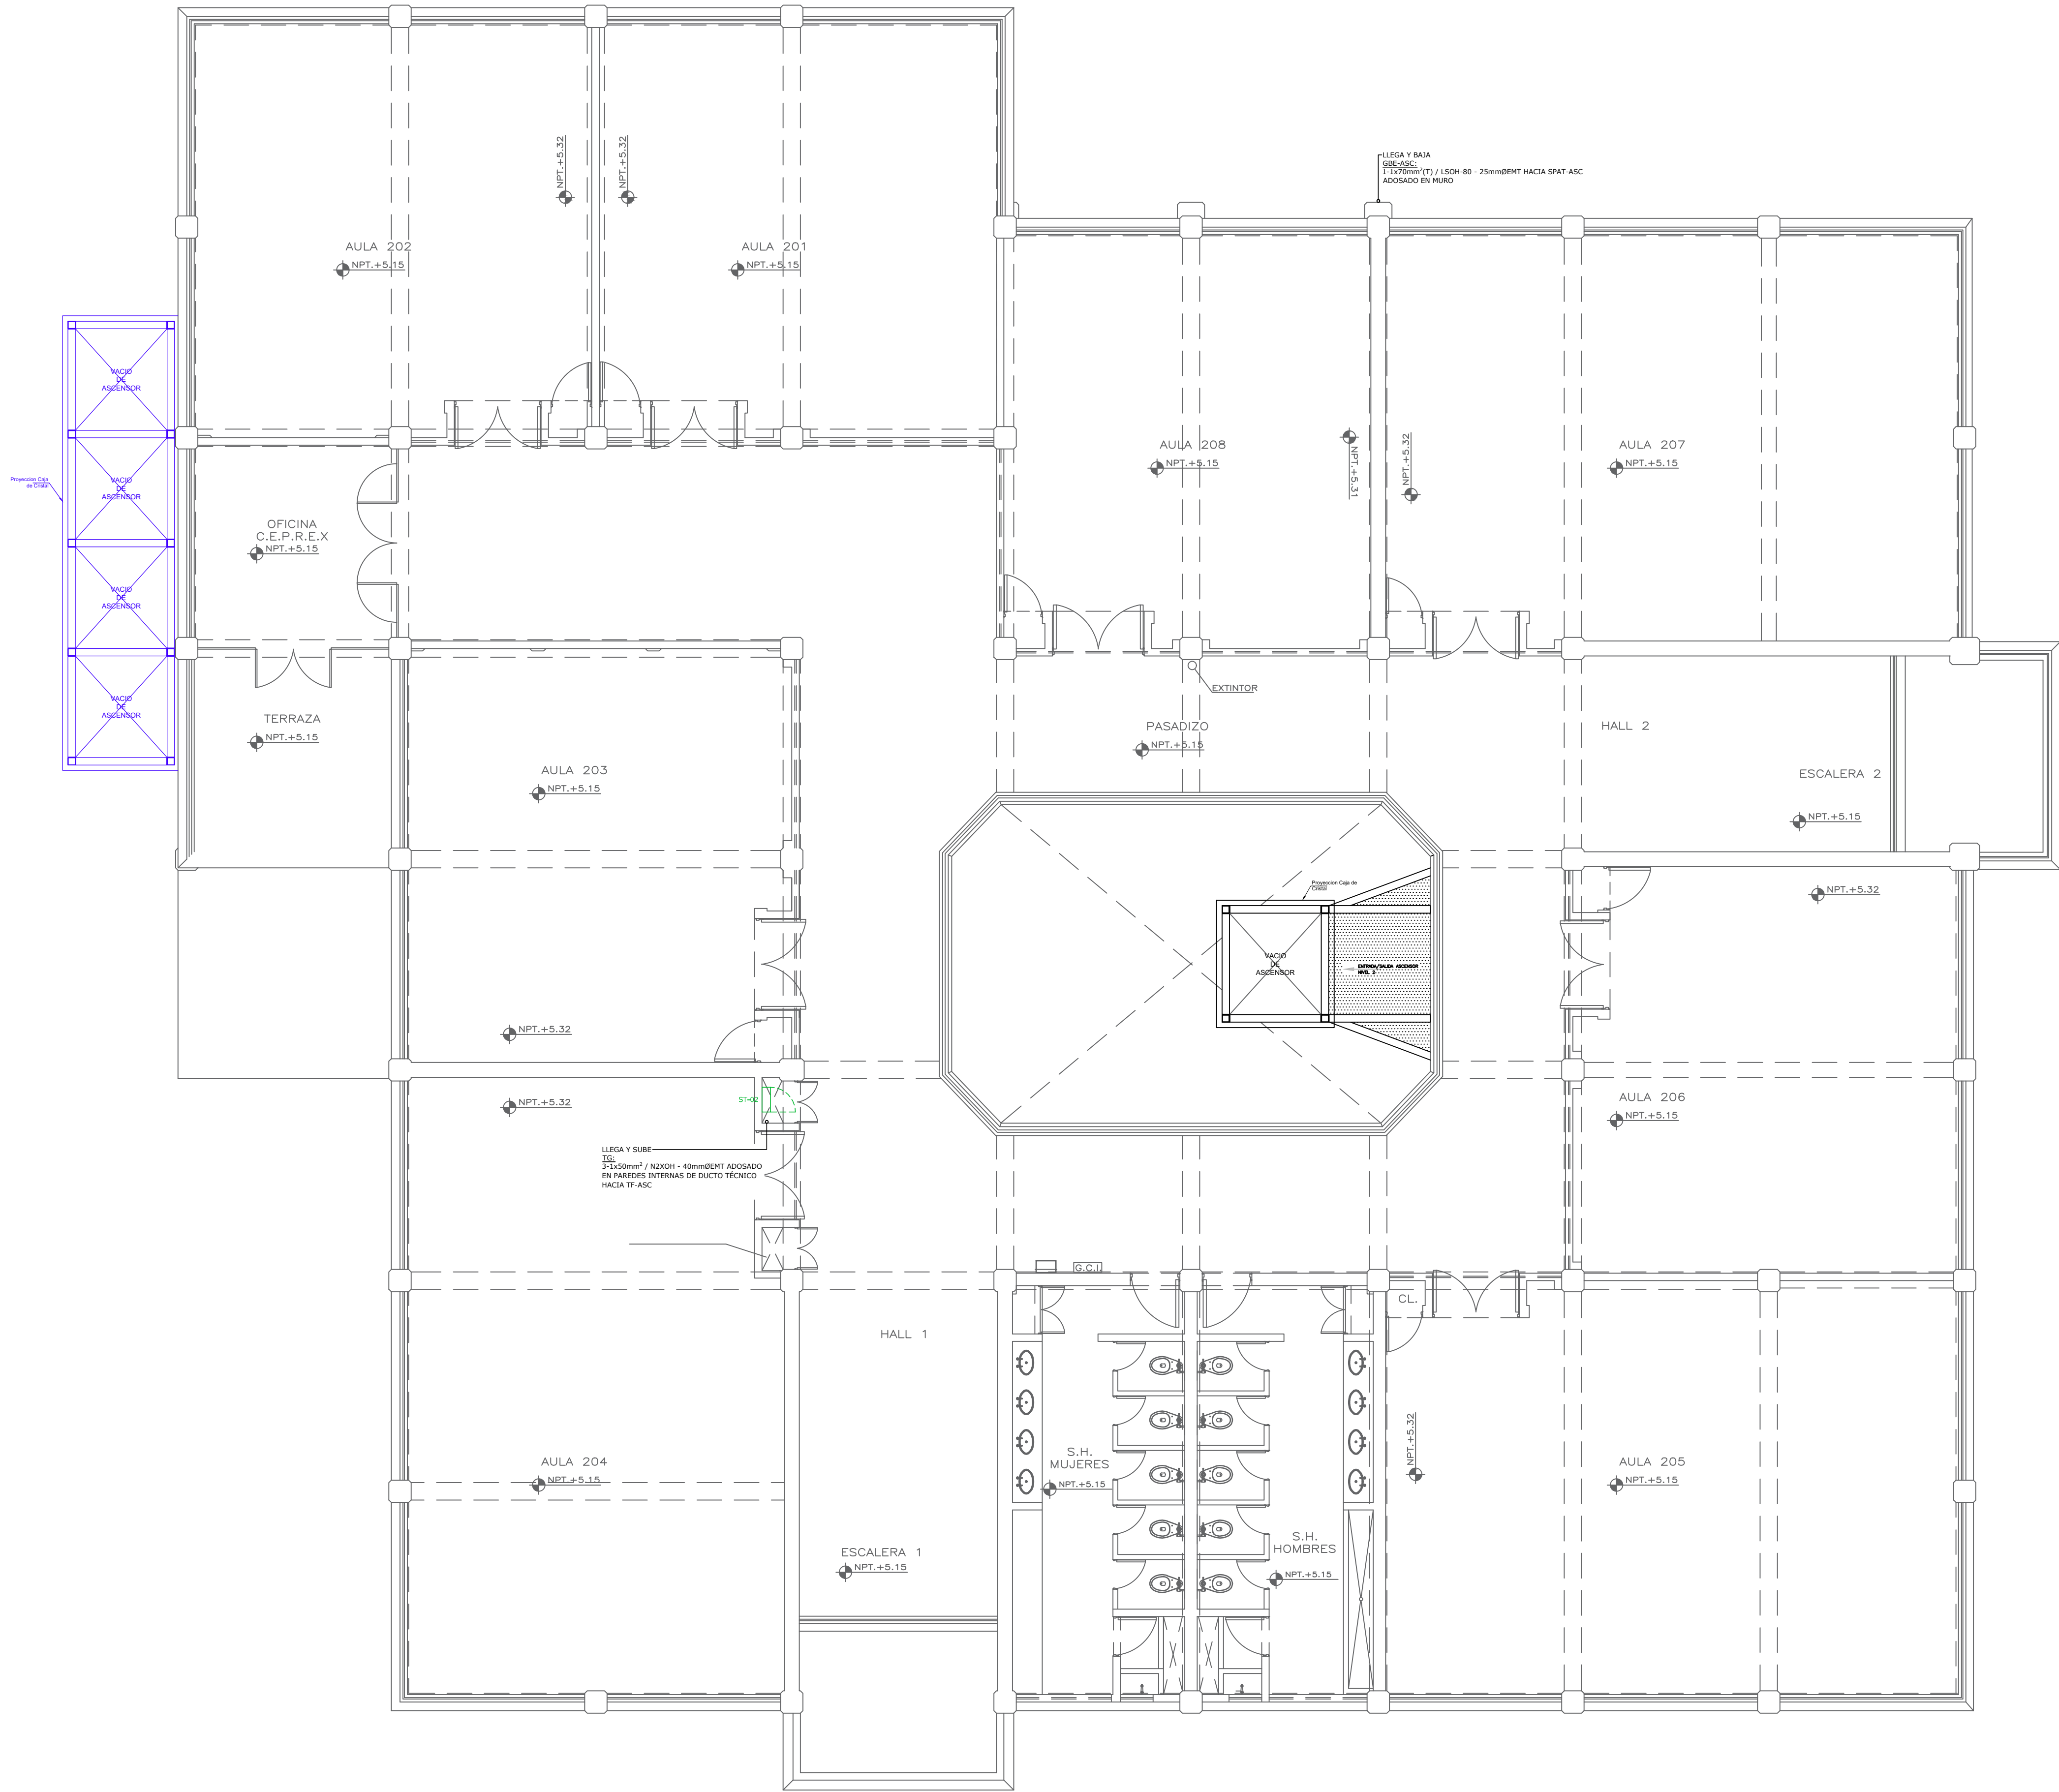 NPT.+5.32
NPT.+5.32
LLEGA Y BAJA
GBE-ASC:
1-1x70mm²(T) / LSOH-80 - 25mmØEMT HACIA SPAT-ASC
ADOSADO EN MURO
AULA 202
NPT.+5.15
AULA 201
NPT.+5.15
VACIO
DE
ASCENSOR
AULA 208
NPT.+5.15
NPT.+5.31
NPT.+5.32
AULA 207
NPT.+5.15
Proyeccion Caja
de Cristal
VACIO
DE
ASCENSOR
OFICINA
C.E.P.R.E.X
NPT.+5.15
VACIO
DE
ASCENSOR
EXTINTOR
VACIO
DE
ASCENSOR
TERRAZA
NPT.+5.15
PASADIZO
NPT.+5.15
HALL 2
AULA 203
NPT.+5.15
ESCALERA 2
NPT.+5.15
Proyeccion Caja de
Cristal
NPT.+5.32
VACIO
DE
ASCENSOR
ENTRADA/SALIDA ASCENSOR
NIVEL 2
NPT.+5.32
ST-02
NPT.+5.32
AULA 206
NPT.+5.15
LLEGA Y SUBE
TG:
3-1x50mm² / N2XOH - 40mmØEMT ADOSADO
EN PAREDES INTERNAS DE DUCTO TÉCNICO
HACIA TF-ASC
G.C.I.
CL.
HALL 1
AULA 204
NPT.+5.15
S.H.
MUJERES
NPT.+5.15
NPT.+5.32
AULA 205
NPT.+5.15
S.H.
HOMBRES
NPT.+5.15
ESCALERA 1
NPT.+5.15